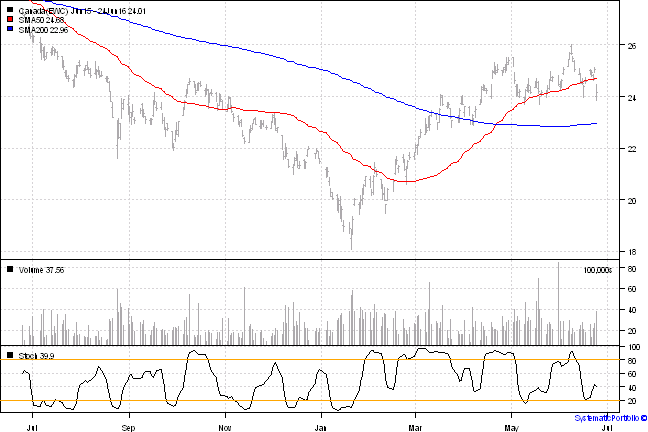 Canada(EWC) Jun15 - 24Jun16 24.01
SMA50 24.68
SMA200 22.96
26
24
22
20
18
Volume 37.56
100,000s
80
60
40
20
Stoch 39.9
100
80
60
40
20
Jul
Sep
Nov
Jan
Mar
May
Jul
SystematicPortfolio ©